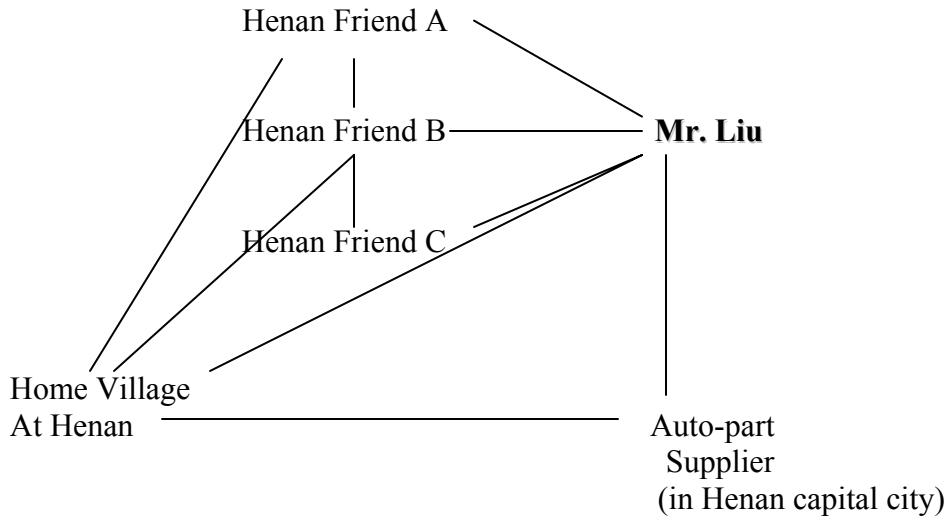 Henan Friend A
Henan Friend B
Mr. Liu
Henan Friend C
Home Village
At Henan
Auto-part
Supplier
(in Henan capital city)